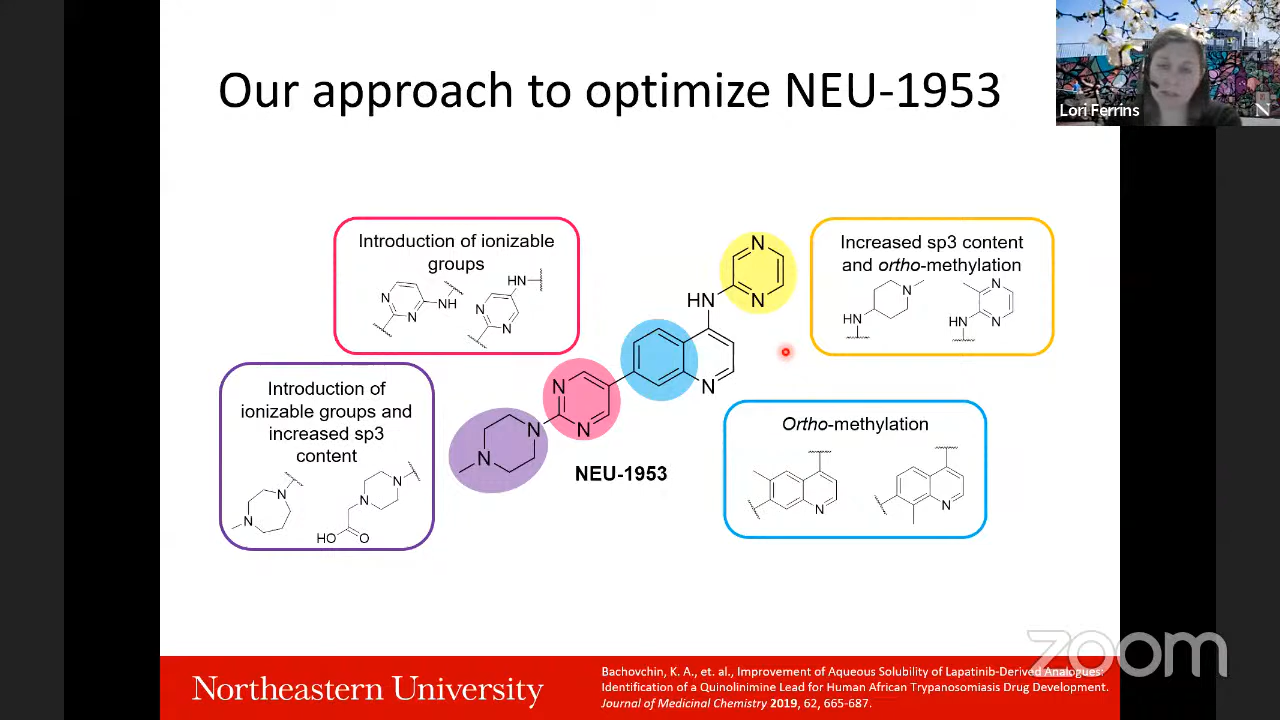 Our approach to optimize NEU-1953
Lori Ferrins
N
Introduction of ionizable
groups
N
N
NH
HN
N
N
Introduction of
ionizable groups and
increased sp3
content
N
N
N
N
HO
O
N
N
HN
N
N
N
N
N
NEU-1953
Increased sp3 content
and ortho-methylation
N
HN
N
N
HN
Ortho-methylation
N
N
Northeastern University
Bachovchin, K. A., et. al., Improvement of Aqueous Solubility of Lapatinib-Derived Analogues:
Identification of a Quinolinimine Lead for Human African Trypanosomiasis Drug Development.
Journal of Medicinal Chemistry 2019, 62, 665-687.
zoom